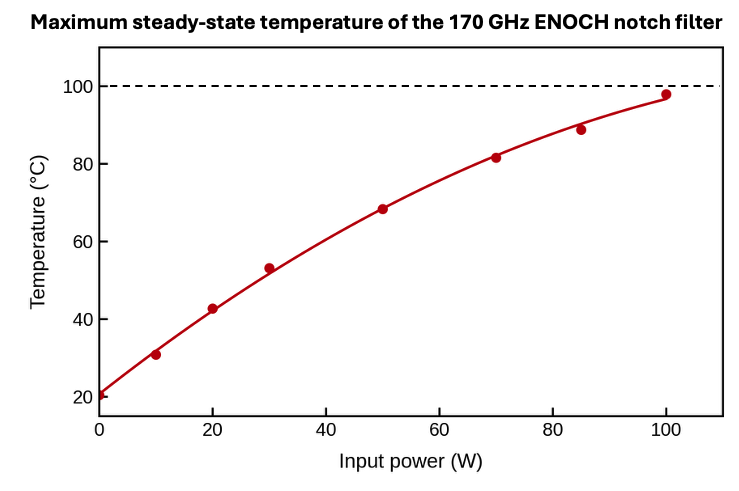 Maximum steady-state temperature of the 170 GHz ENOCH notch filter
100
80
60
40
20
Temperature (°C)
0 20 40 60 80 100
Input power (W)